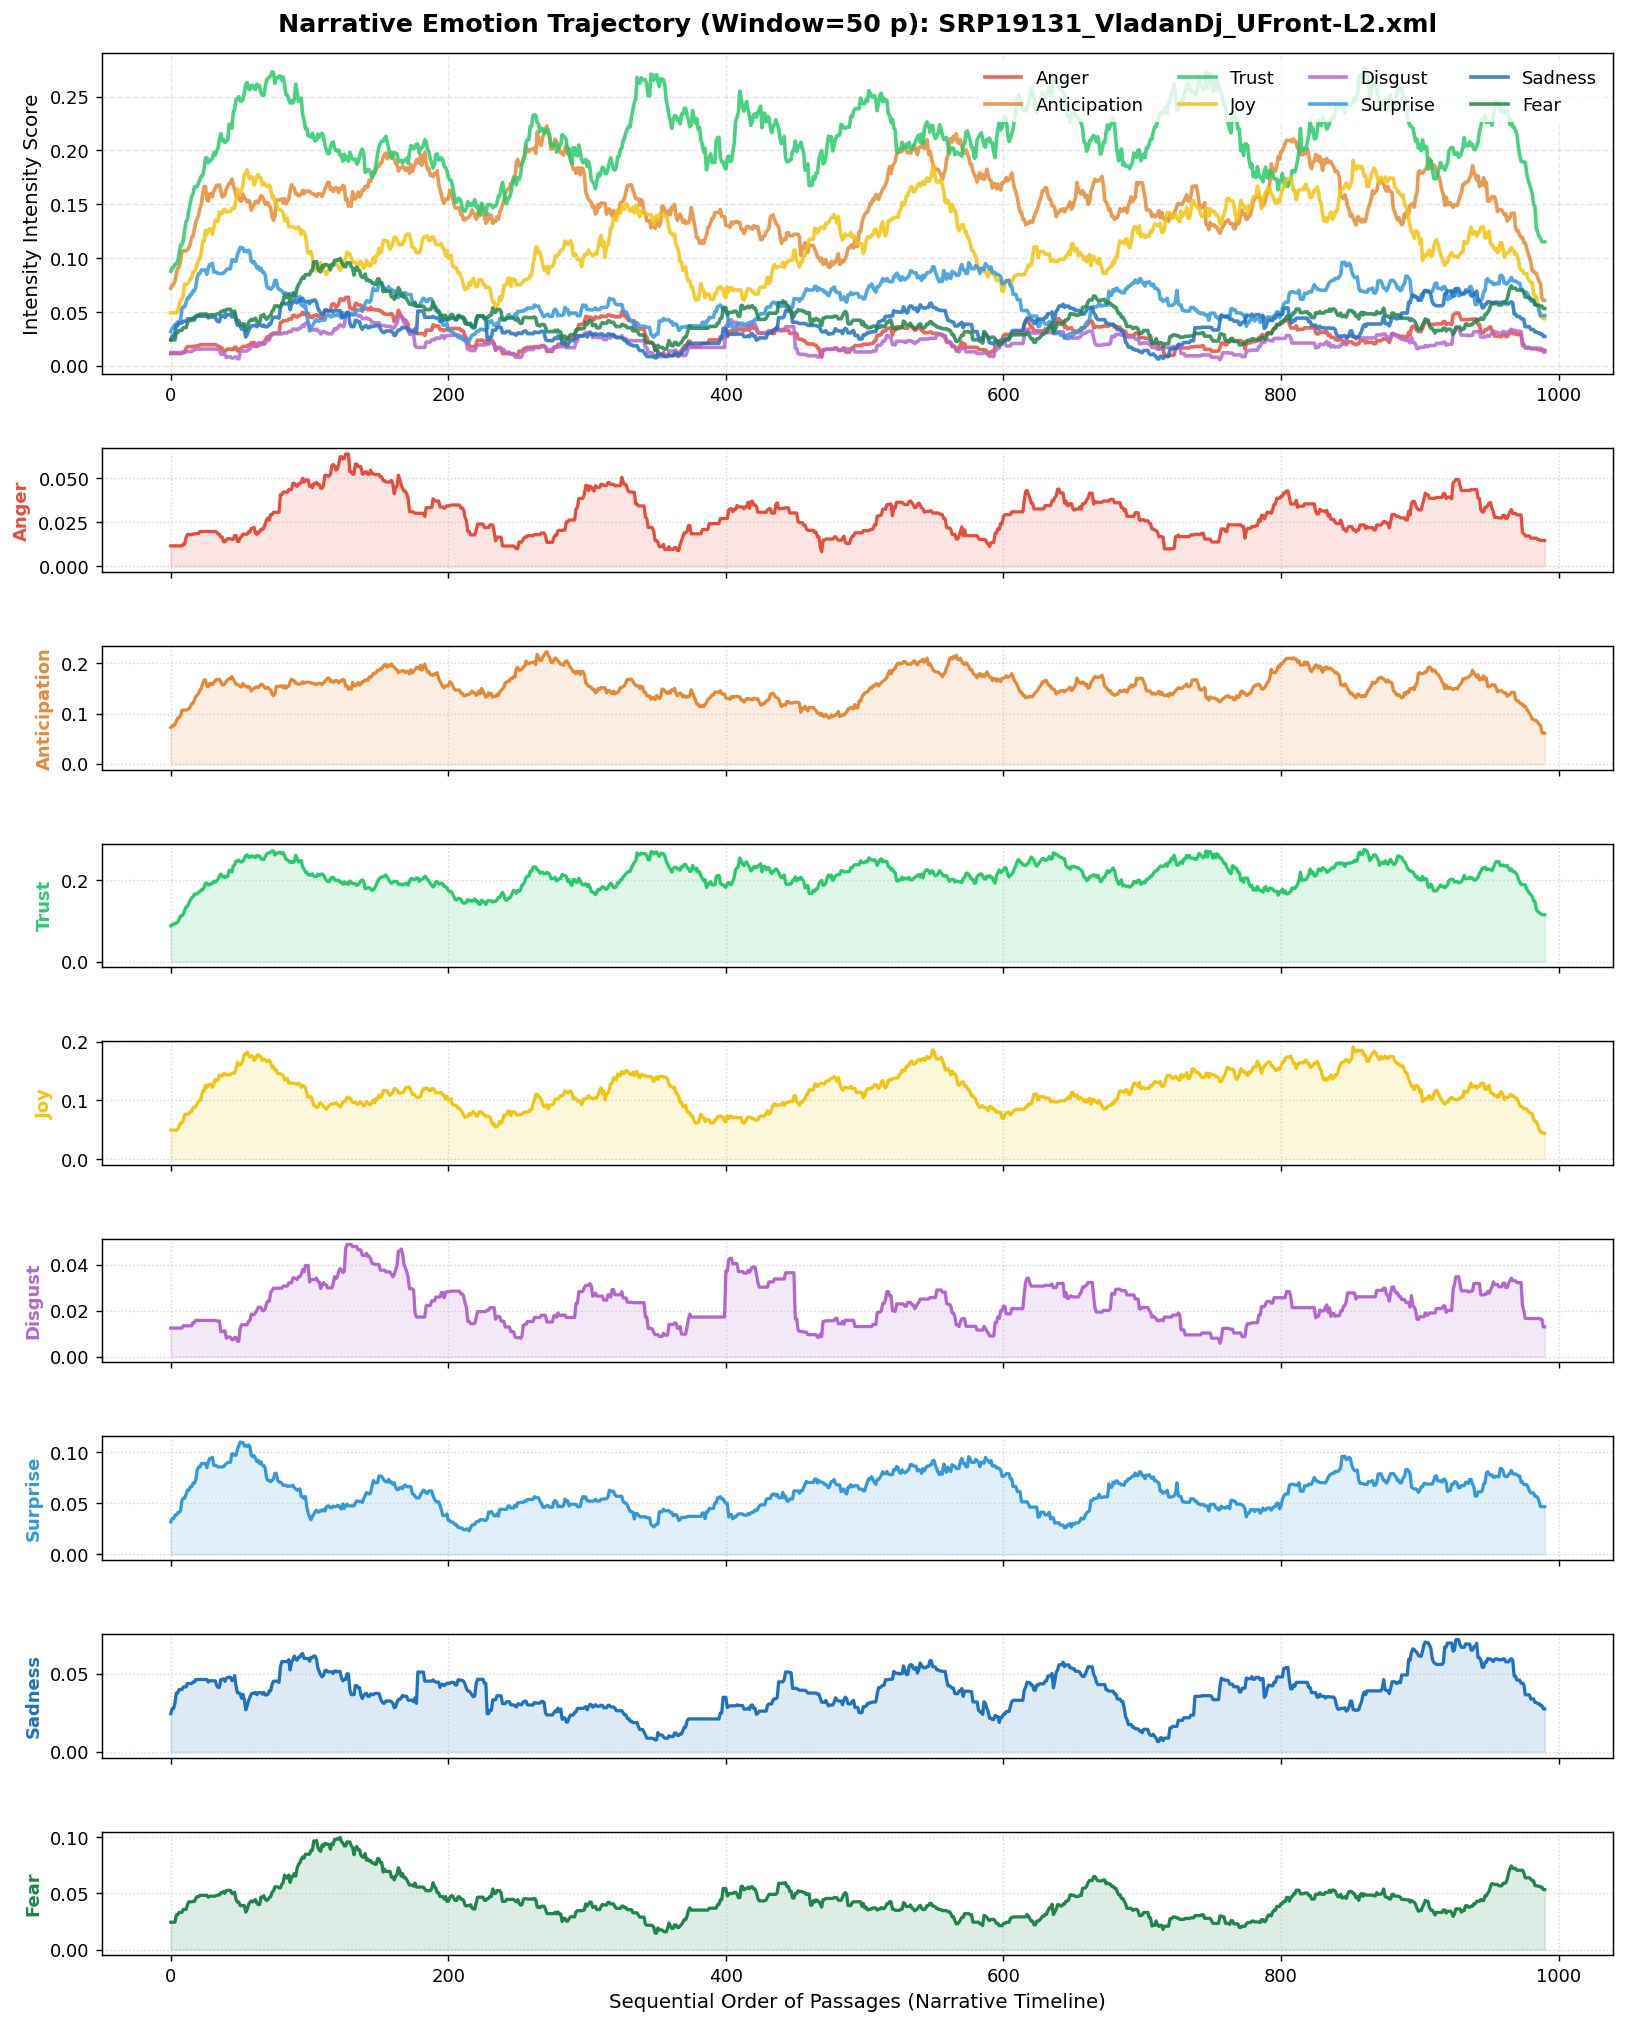 Narrative Emotion Trajectory (Window=50 p): SRP19131_VladanDj_UFront-L2.xml
Intensity Intensity Score
0.25
0.20
0.15
0.10
0.05
0.00
Anger
Anticipation
Trust
Joy
Disgust
Surprise
Sadness
Fear
0 200 400 600 800 1000
Anger
0.050
0.025
0.000
Anticipation
0.2
0.1
0.0
Trust
0.2
0.0
Joy
0.2
0.1
0.0
Disgust
0.04
0.02
0.00
Surprise
0.10
0.05
0.00
Sadness
0.05
0.00
Fear
0.10
0.05
0.00
0 200 400 600 800 1000
Sequential Order of Passages (Narrative Timeline)